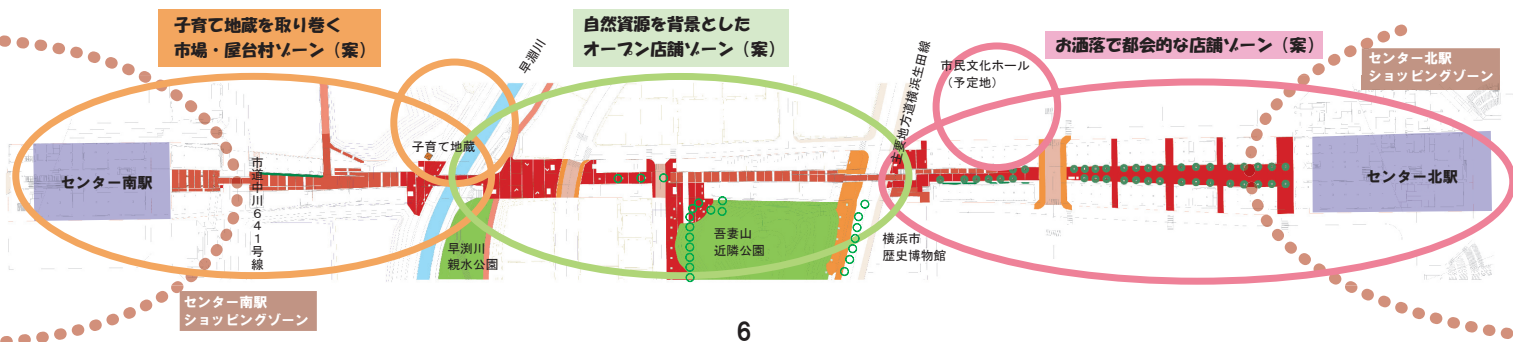 子育て地蔵を取り巻く
市場・屋台村ゾーン（案）
自然資源を背景とした
オープン店舗ゾーン（案）
お洒落で都会的な店舗ゾーン（案）
センター北駅
ショッピングゾーン
早渕川
主要地方道横浜生田線
市民文化ホール
（予定地）
子育て地蔵
センター南駅
市道中川６４１号線
センター北駅
早渕川
親水公園
吾妻山
近隣公園
横浜市
歴史博物館
センター南駅
ショッピングゾーン
6